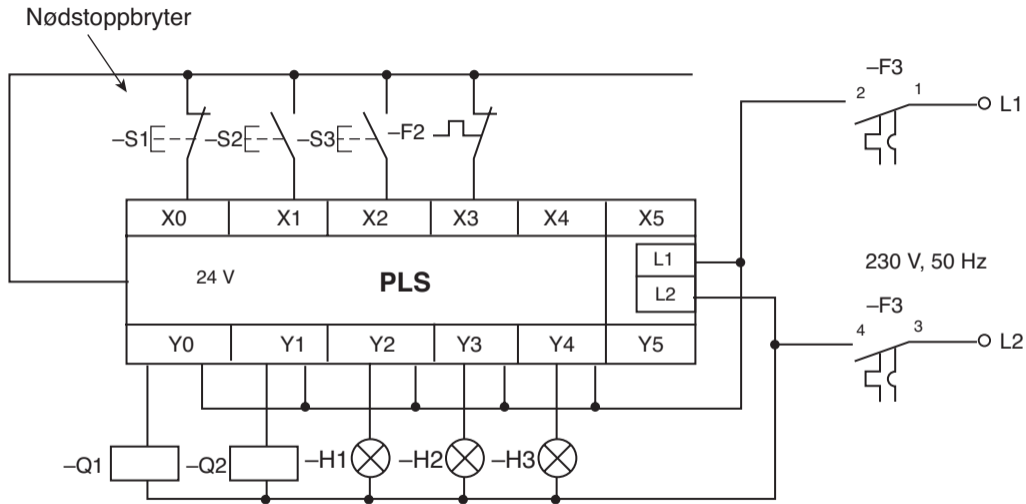 Nødstoppbryter
–F3
2 1
L1
–S1 –S2 –S3 –F2
X0 X1 X2 X3 X4 X5
24 V PLS
L1
L2
230 V, 50 Hz
–F3
4 3
L2
Y0 Y1 Y2 Y3 Y4 Y5
–Q1 –Q2 –H1 –H2 –H3